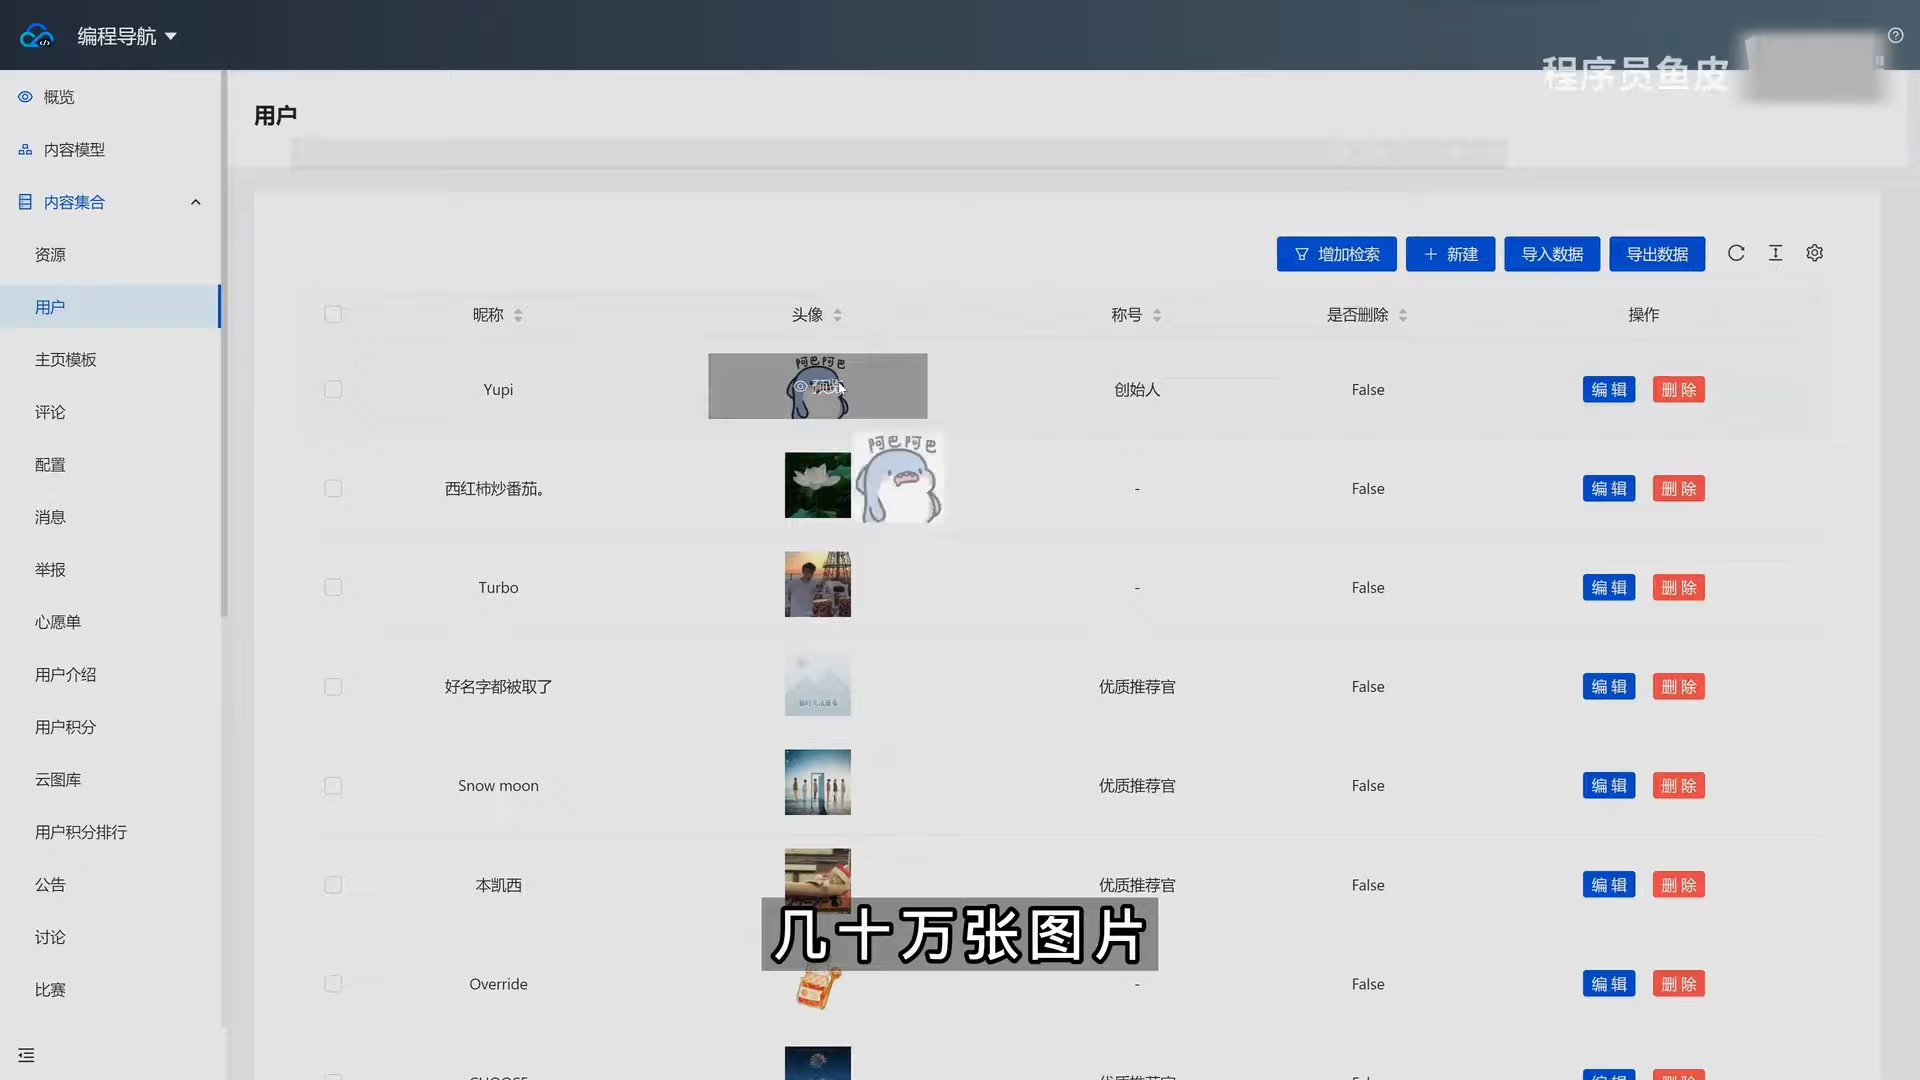 编程导航
程序员鱼皮
概览
内容模型
内容集合
资源
用户
主页模板
评论
配置
消息
举报
心愿单
用户介绍
用户积分
云图库
用户积分排行
公告
讨论
比赛
用户
增加检索
新建
导入数据
导出数据
昵称 头像 称号 是否删除 操作
阿巴阿巴
预览
Yupi 创始人 False 编辑 删除
阿巴阿巴
西红柿炒番茄。 - False 编辑 删除
Turbo - False 编辑 删除
好名字都被取了 优质推荐官 False 编辑 删除
Snow moon 优质推荐官 False 编辑 删除
本凯西 优质推荐官 False 编辑 删除
几十万张图片
Override - False 编辑 删除